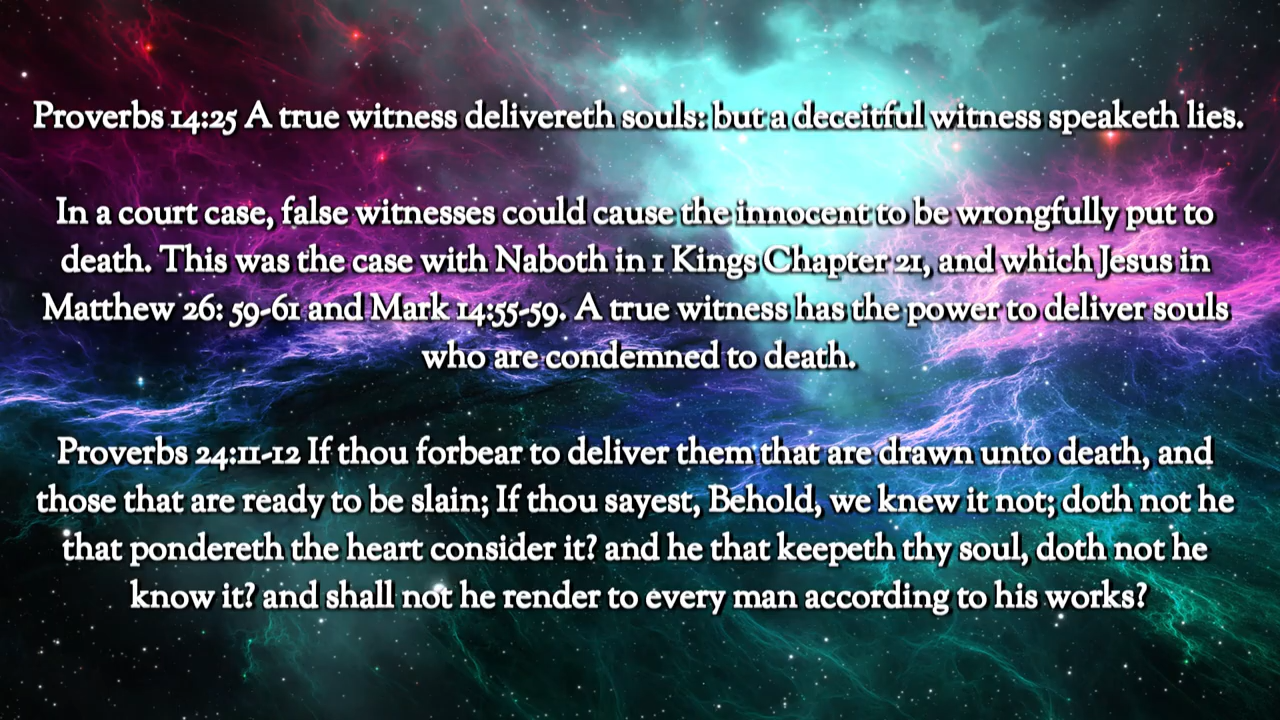 Proverbs 14:25 A true witness delivereth souls: but a deceitful witness speaketh lies.
In a court case, false witnesses could cause the innocent to be wrongfully put to
death. This was the case with Naboth in 1 Kings Chapter 21, and which Jesus in
Matthew 26: 59-61 and Mark 14:55-59. A true witness has the power to deliver souls
who are condemned to death.
Proverbs 24:11-12 If thou forbear to deliver them that are drawn unto death, and
those that are ready to be slain; If thou sayest, Behold, we knew it not; doth not he
that pondereth the heart consider it? and he that keepeth thy soul, doth not he
know it? and shall not he render to every man according to his works?